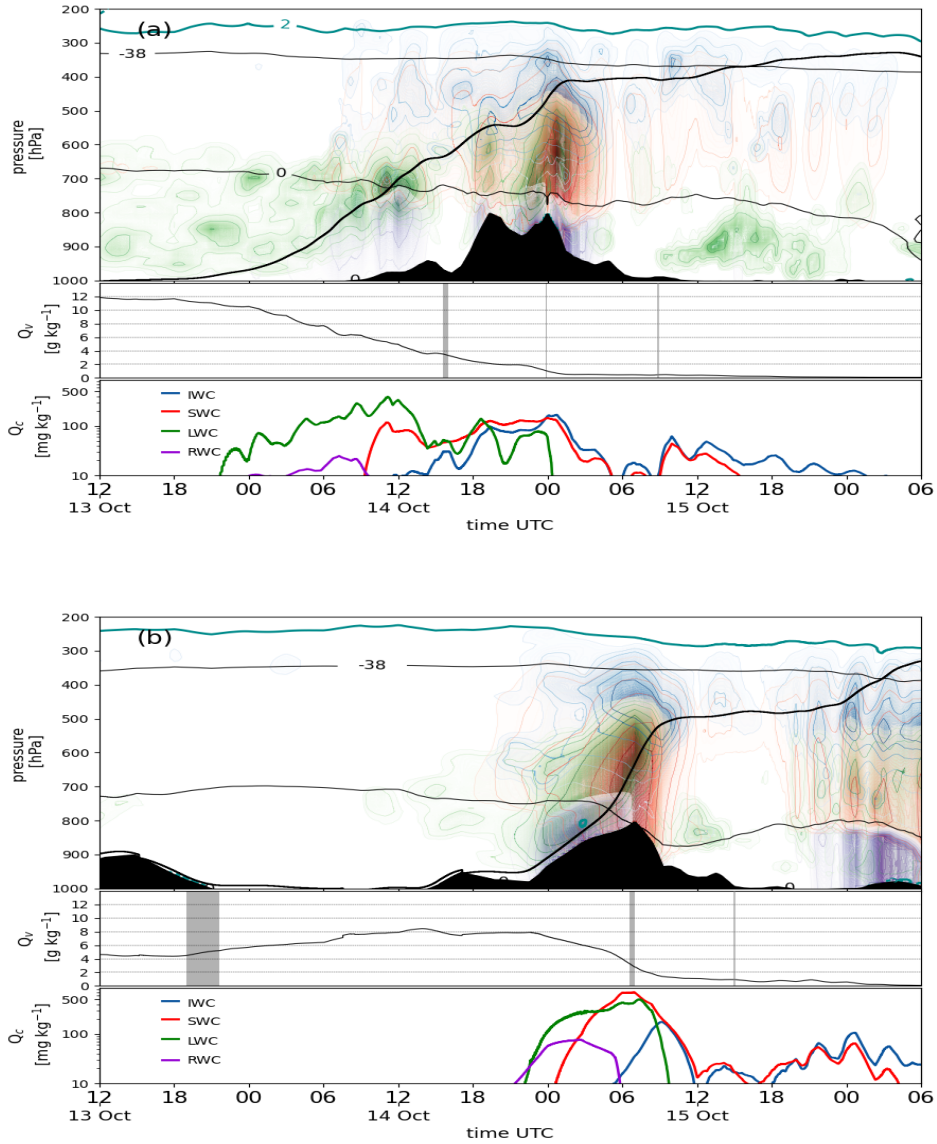 200
(a)
2
300
-38
400
500
pressure
[hPa]
600
0
700
800
900
0
1000
12
10
Qv
[g kg⁻¹]
8
6
4
2
0
500
IWC
SWC
LWC
RWC
Qc
[mg kg⁻¹]
100
10
12 18 00 06 12 18 00 06 12 18 00 06
13 Oct 14 Oct 15 Oct
time UTC
200
(b)
300
-38
400
500
pressure
[hPa]
600
700
800
900
0 0
1000
12
10
Qv
[g kg⁻¹]
8
6
4
2
0
500
IWC
SWC
LWC
RWC
Qc
[mg kg⁻¹]
100
10
12 18 00 06 12 18 00 06 12 18 00 06
13 Oct 14 Oct 15 Oct
time UTC